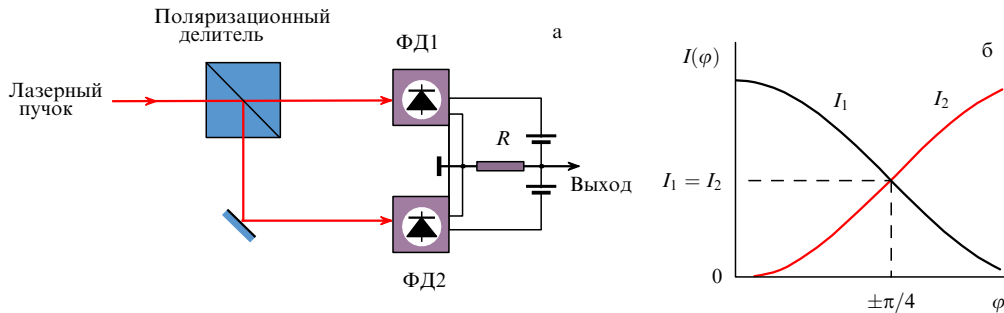 Поляризационный
делитель
ФД1
а
Лазерный
пучок
R
Выход
ФД2
I(φ)
б
I₁
I₂
I₁ = I₂
0
±π/4
φ